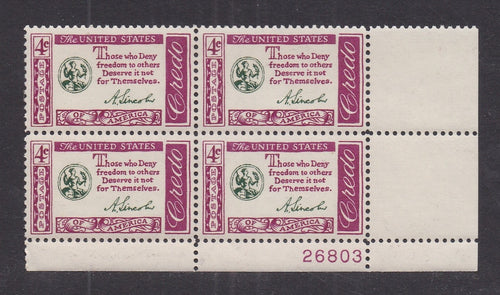 4¢ The UNITED STATES
POSTAGE
Those who Deny
freedom to others
Deserve it not
for Themselves.
A. Lincoln
OF AMERICA
Credo
4¢ The UNITED STATES
POSTAGE
Those who Deny
freedom to others
Deserve it not
for Themselves.
A. Lincoln
OF AMERICA
Credo
4¢ The UNITED STATES
POSTAGE
Those who Deny
freedom to others
Deserve it not
for Themselves.
A. Lincoln
OF AMERICA
Credo
4¢ The UNITED STATES
POSTAGE
Those who Deny
freedom to others
Deserve it not
for Themselves.
A. Lincoln
OF AMERICA
Credo
26803